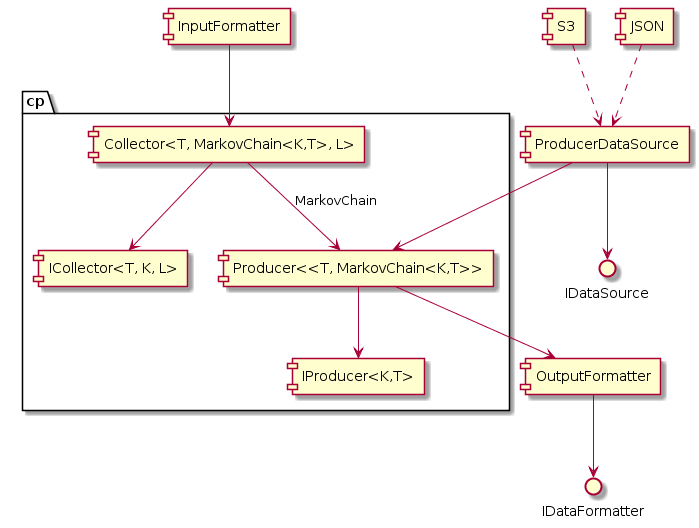 InputFormatter
S3
JSON
cp
Collector<T, MarkovChain<K,T>, L>
ProducerDataSource
MarkovChain
ICollector<T, K, L>
Producer<<T, MarkovChain<K,T>>
IDataSource
IProducer<K,T>
OutputFormatter
IDataFormatter